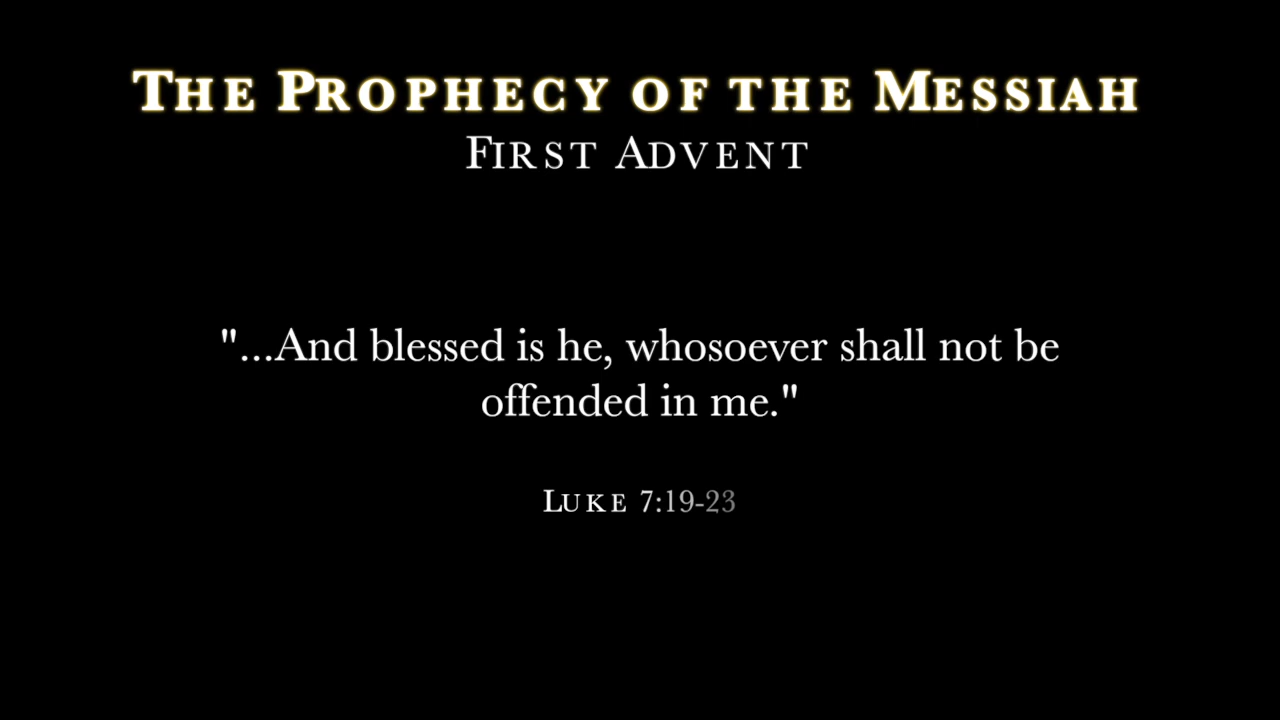 The Prophecy of the Messiah
First Advent
"...And blessed is he, whosoever shall not be
offended in me."
Luke 7:19-23